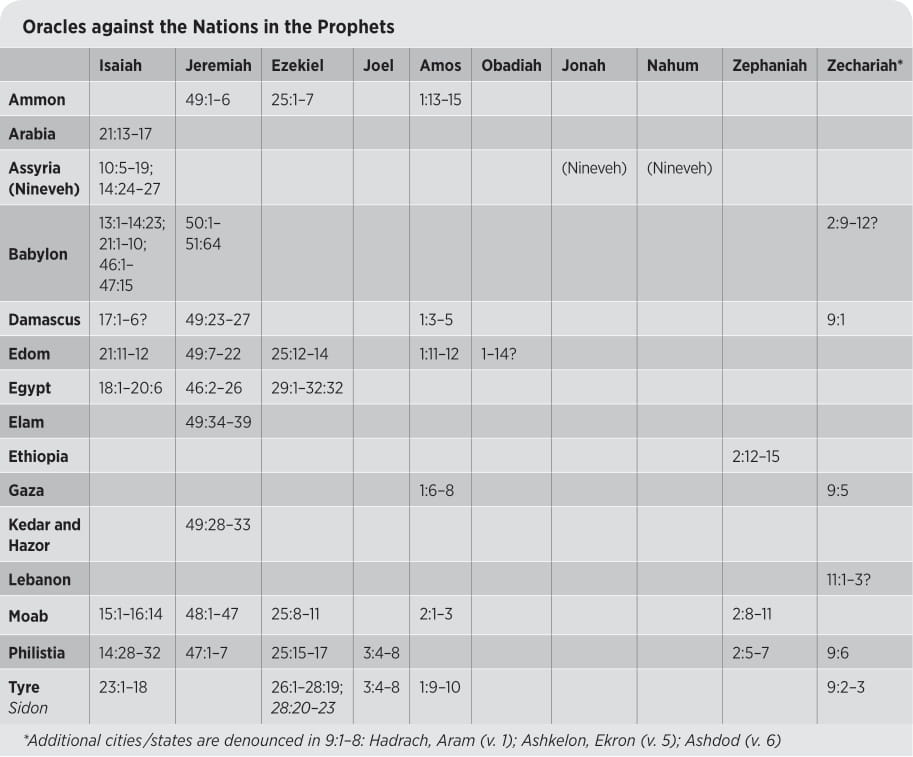 Oracles against the Nations in the Prophets
Isaiah Jeremiah Ezekiel Joel Amos Obadiah Jonah Nahum Zephaniah Zechariah*
Ammon 49:1–6 25:1–7 1:13–15
Arabia 21:13–17
Assyria 10:5–19; (Nineveh) (Nineveh)
(Nineveh) 14:24–27
13:1–14:23; 50:1– 2:9–12?
21:1–10; 51:64
Babylon
46:1–
47:15
Damascus 17:1–6? 49:23–27 1:3–5 9:1
Edom 21:11–12 49:7–22 25:12–14 1:11–12 1–14?
Egypt 18:1–20:6 46:2–26 29:1–32:32
Elam 49:34–39
Ethiopia 2:12–15
Gaza 1:6–8 9:5
Kedar and 49:28–33
Hazor
Lebanon 11:1–3?
Moab 15:1–16:14 48:1–47 25:8–11 2:1–3 2:8–11
Philistia 14:28–32 47:1–7 25:15–17 3:4–8 2:5–7 9:6
Tyre 23:1–18 26:1–28:19; 3:4–8 1:9–10 9:2–3
Sidon 28:20–23
*Additional cities/states are denounced in 9:1–8: Hadrach, Aram (v. 1); Ashkelon, Ekron (v. 5); Ashdod (v. 6)